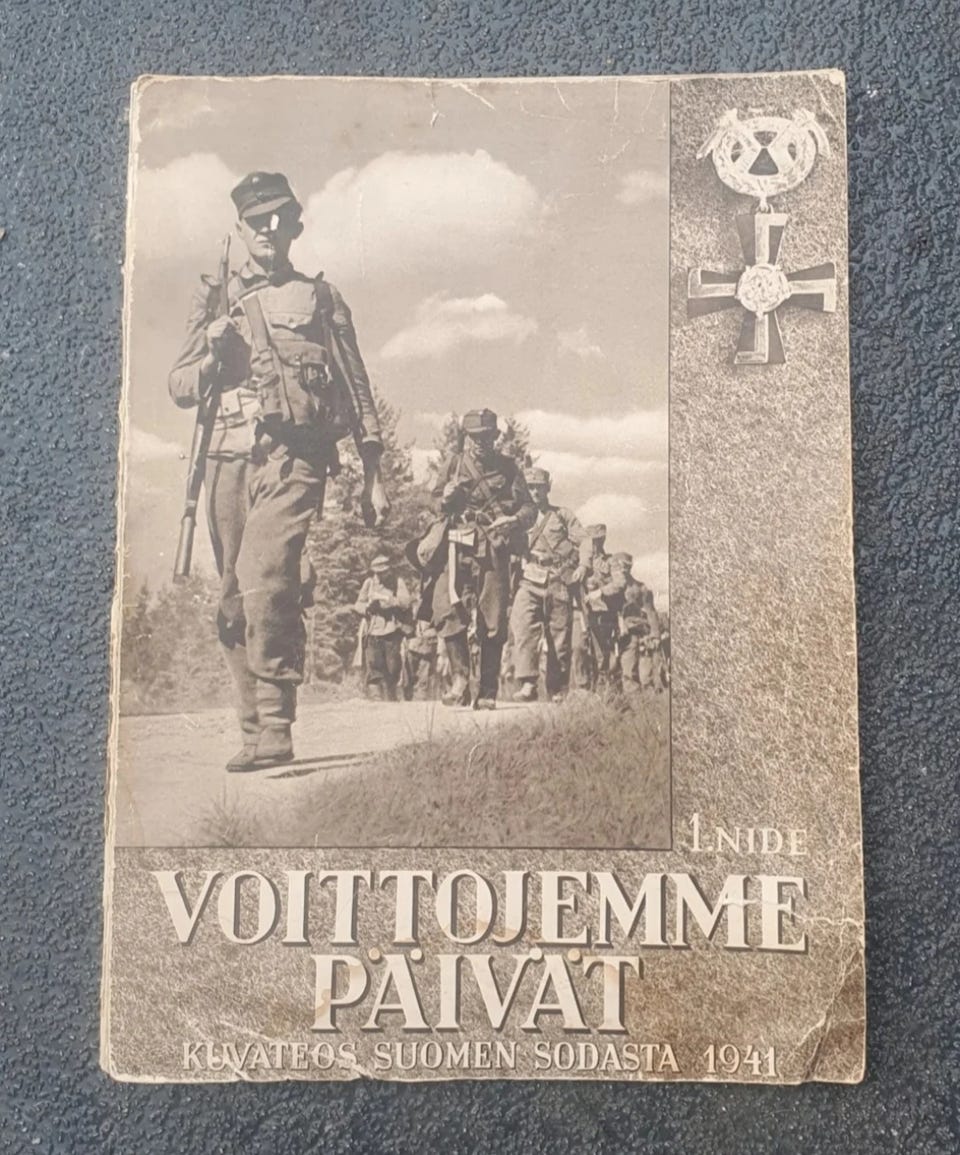 1. NIDE
VOITTOJEMME
PÄIVÄT
KUVATEOS SUOMEN SODASTA 1941